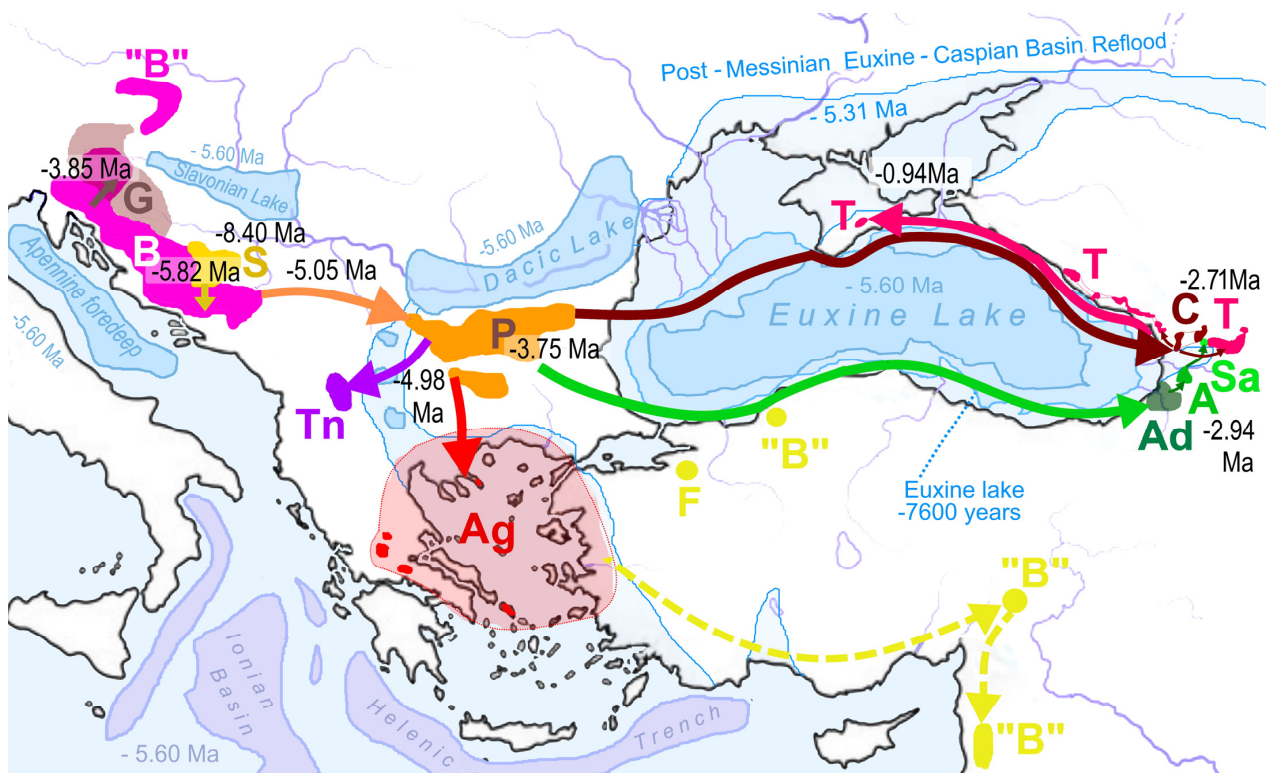 "B"
Post - Messinian Euxine - Caspian Basin Reflood
- 5.31 Ma
- 5.60 Ma
Slavonian Lake
-3.85 Ma
G
-0.94Ma
T
- 5.60 Ma
Dacic Lake
-8.40 Ma
B
S
-5.82 Ma
-5.05 Ma
T
-2.71Ma
C
T
Apennine foredeep
-5.60 Ma
- 5.60 Ma
Euxine Lake
P
-3.75 Ma
-4.98
Ma
Tn
Sa
A
Ad
-2.94
Ma
"B"
F
Euxine lake
-7600 years
Ag
"B"
Ionian
Basin
Helenic
Trench
"B"
- 5.60 Ma